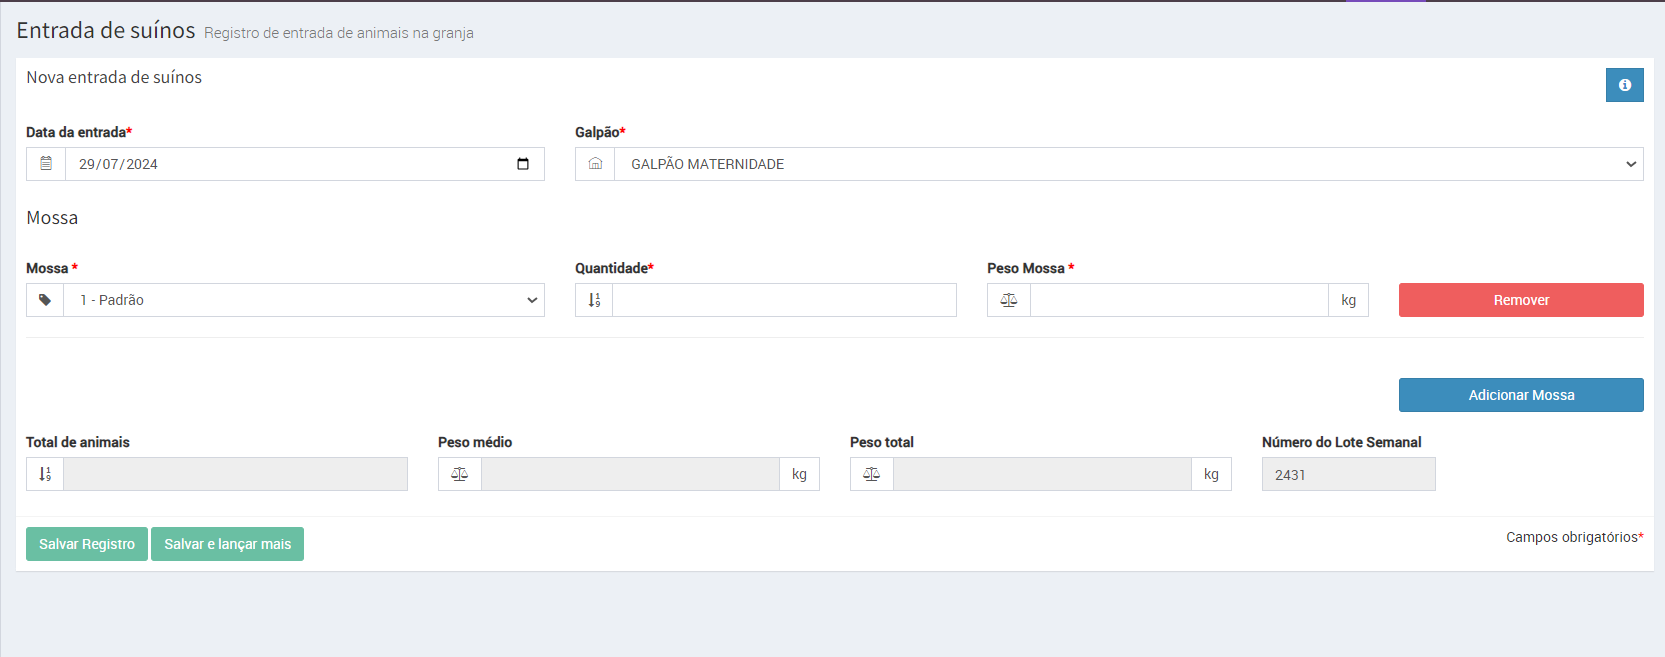 Entrada de suínos Registro de entrada de animais na granja
Nova entrada de suínos
Data da entrada* Galpão*
29/07/2024 GALPÃO MATERNIDADE
Mossa
Mossa * Quantidade* Peso Mossa *
1 - Padrão kg Remover
Adicionar Mossa
Total de animais Peso médio Peso total Número do Lote Semanal
kg kg 2431
Salvar Registro Salvar e lançar mais Campos obrigatórios*